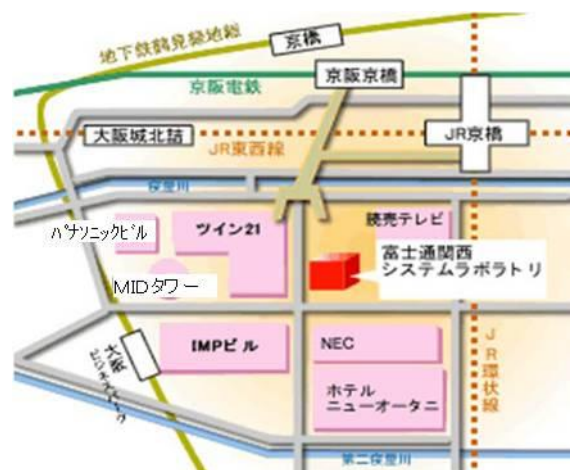 地下鉄鶴見緑地線
京橋
京阪京橋
京阪電鉄
大阪城北詰
JR京橋
JR東西線
寝屋川
パナソニックビル
ツイン21
読売テレビ
富士通関西
システムラボラトリ
MIDタワー
IMPビル
NEC
JR環状線
大阪
ビジネスパーク
ホテル
ニューオータニ
第二寝屋川